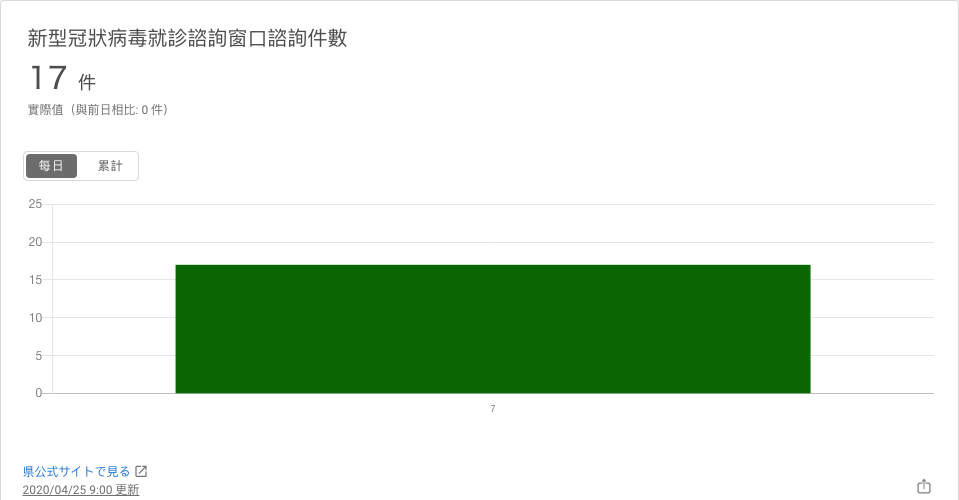 新型冠狀病毒就診諮詢窗口諮詢件數
17 件
實際值（與前日相比: 0 件）
每日 累計
25
20
15
10
5
0
7
県公式サイトで見る
2020/04/25 9:00 更新